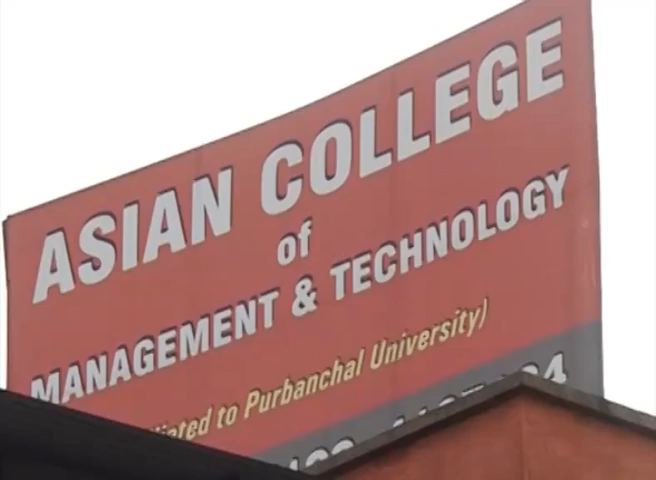 ASIAN COLLEGE
of
MANAGEMENT & TECHNOLOGY
to Purbanchal University)